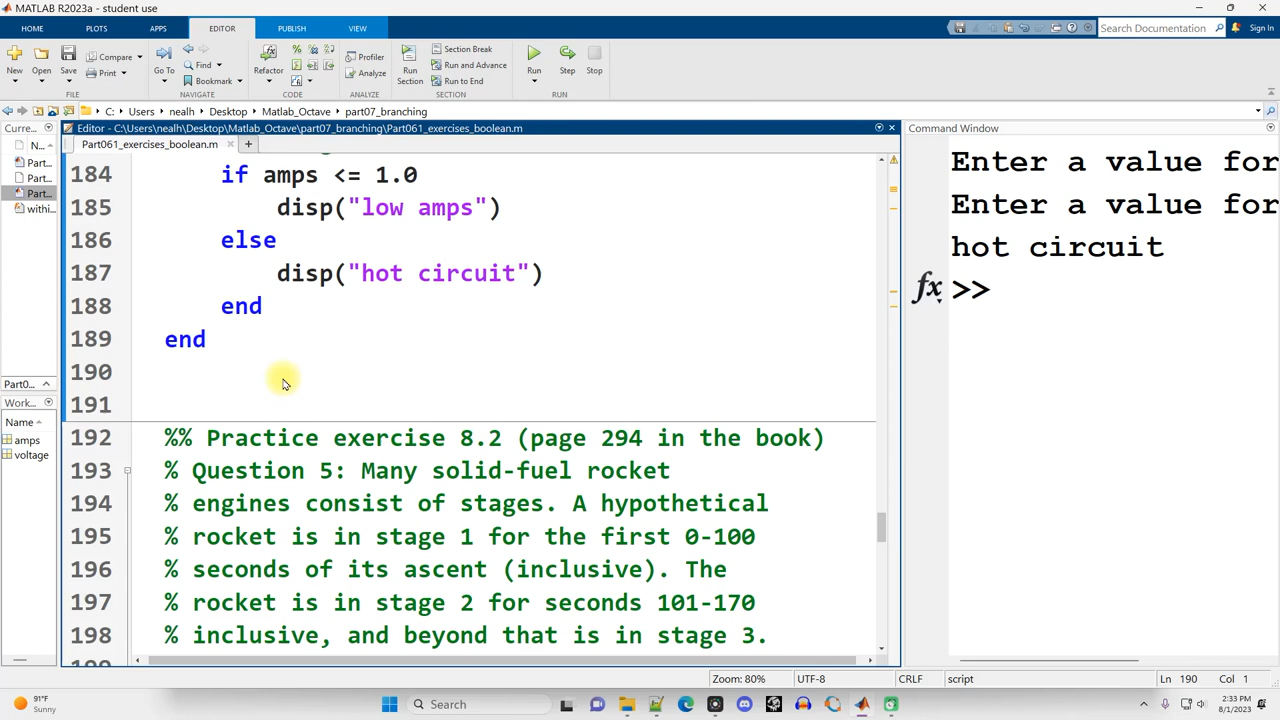 MATLAB R2023a - student use
HOME PLOTS APPS EDITOR PUBLISH VIEW
Search Documentation
Sign In
New Open Save Compare Print
Go To Find Bookmark
Refactor
Profiler Analyze
Run Section
Section Break
Run and Advance
Run to End
Run Step Stop
FILE NAVIGATE CODE ANALYZE SECTION RUN
C: Users nealh Desktop Matlab_Octave part07_branching
Curre...
N...
Part...
Part...
Part...
withi...
Part0...
Work...
Name
amps
voltage
Editor - C:\Users\nealh\Desktop\Matlab_Octave\part07_branching\Part061_exercises_boolean.m
Part061_exercises_boolean.m
184 if amps <= 1.0
185 disp("low amps")
186 else
187 disp("hot circuit")
188 end
189 end
190
191
192 %% Practice exercise 8.2 (page 294 in the book)
193 % Question 5: Many solid-fuel rocket
194 % engines consist of stages. A hypothetical
195 % rocket is in stage 1 for the first 0-100
196 % seconds of its ascent (inclusive). The
197 % rocket is in stage 2 for seconds 101-170
198 % inclusive, and beyond that is in stage 3.
Command Window
Enter a value for
Enter a value for
hot circuit
fx >>
Zoom: 80% UTF-8 CRLF script Ln 190 Col 1
91°F
Sunny
Search
2:33 PM
8/1/2023